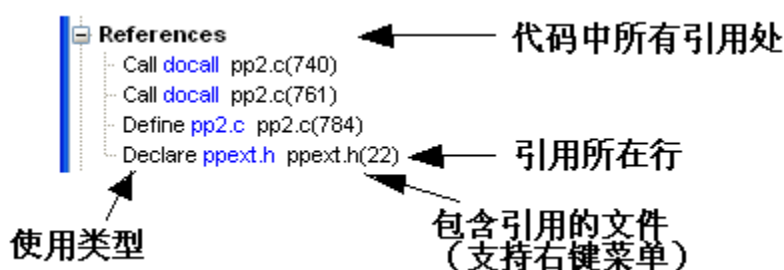 References
代码中所有引用处
Call docall pp2.c(740)
Call docall pp2.c(761)
Define pp2.c pp2.c(784)
Declare ppext.h ppext.h(22)
引用所在行
使用类型
包含引用的文件
（支持右键菜单）